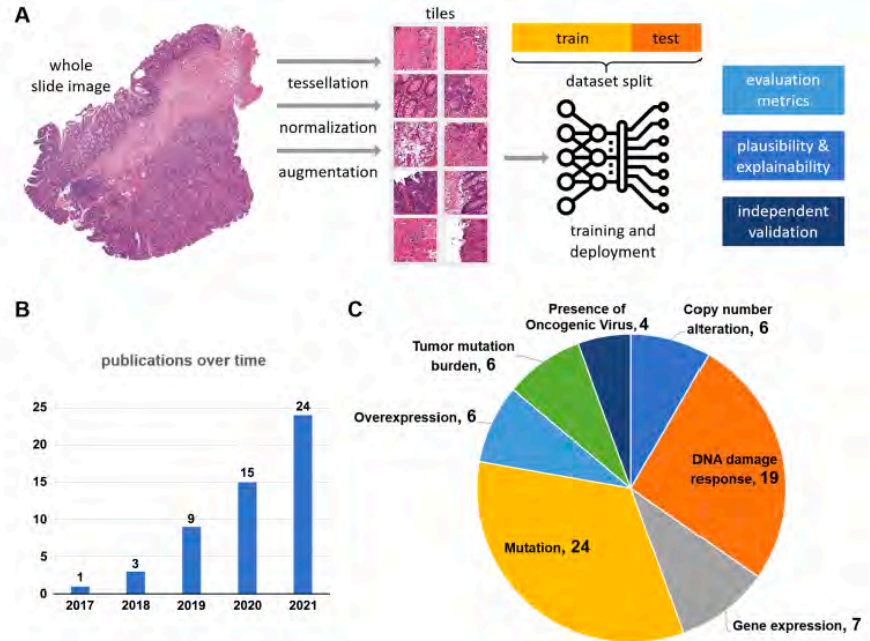 A
whole
slide image
tessellation
normalization
augmentation
tiles
train
test
dataset split
training and
deployment
evaluation
metrics
plausibility &
explainability
independent
validation
B
publications over time
25
20
15
10
5
0
1
3
9
15
24
2017
2018
2019
2020
2021
C
Presence of
Oncogenic Virus, 4
Copy number
alteration, 6
Tumor mutation
burden, 6
Overexpression, 6
DNA damage
response, 19
Mutation, 24
Gene expression, 7